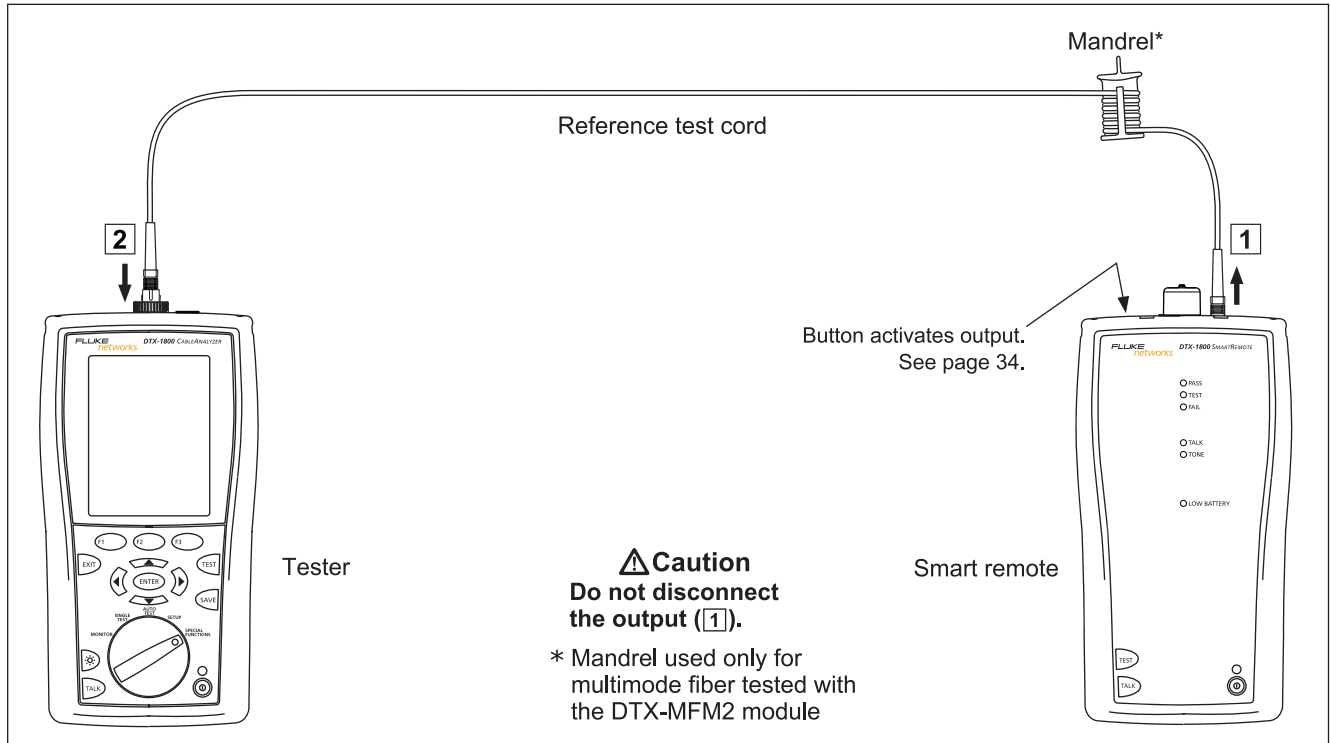 Mandrel*
Reference test cord
2
1
Button activates output.
See page 34.
FLUKE
networks
DTX-1800 CABLEANALYZER
FLUKE
networks
DTX-1800 SMARTREMOTE
PASS
TEST
FAIL
TALK
TONE
LOW BATTERY
F1
F2
F3
EXIT
TEST
ENTER
SAVE
MONITOR
SINGLE
TEST
AUTO
TEST
SETUP
SPECIAL
FUNCTIONS
TALK
Tester
Caution
Do not disconnect
the output (1).
* Mandrel used only for
multimode fiber tested with
the DTX-MFM2 module
Smart remote
TEST
TALK